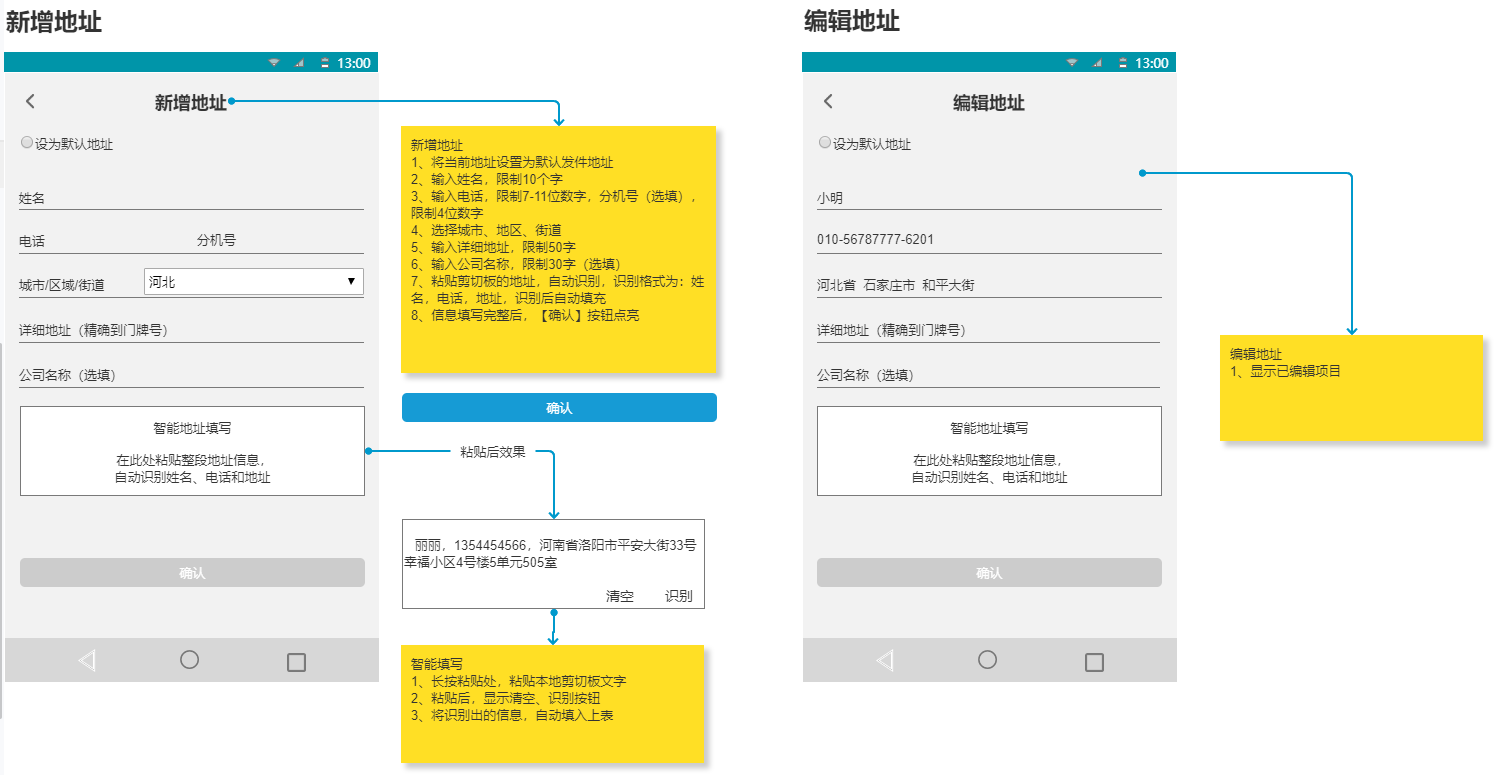 新增地址
13:00
新增地址
设为默认地址
姓名
电话 分机号
城市/区域/街道 河北
详细地址（精确到门牌号）
公司名称（选填）
智能地址填写
在此处粘贴整段地址信息，
自动识别姓名、电话和地址
确认
新增地址
1、将当前地址设置为默认发件地址
2、输入姓名，限制10个字
3、输入电话，限制7-11位数字，分机号（选填），
限制4位数字
4、选择城市、地区、街道
5、输入详细地址，限制50字
6、输入公司名称，限制30字（选填）
7、粘贴剪切板的地址，自动识别，识别格式为：姓
名，电话，地址，识别后自动填充
8、信息填写完整后，【确认】按钮点亮
确认
粘贴后效果
丽丽，1354454566，河南省洛阳市平安大街33号
幸福小区4号楼5单元505室
清空 识别
智能填写
1、长按粘贴处，粘贴本地剪切板文字
2、粘贴后，显示清空、识别按钮
3、将识别出的信息，自动填入上表
编辑地址
13:00
编辑地址
设为默认地址
小明
010-56787777-6201
河北省 石家庄市 和平大街
详细地址（精确到门牌号）
公司名称（选填）
智能地址填写
在此处粘贴整段地址信息，
自动识别姓名、电话和地址
确认
编辑地址
1、显示已编辑项目